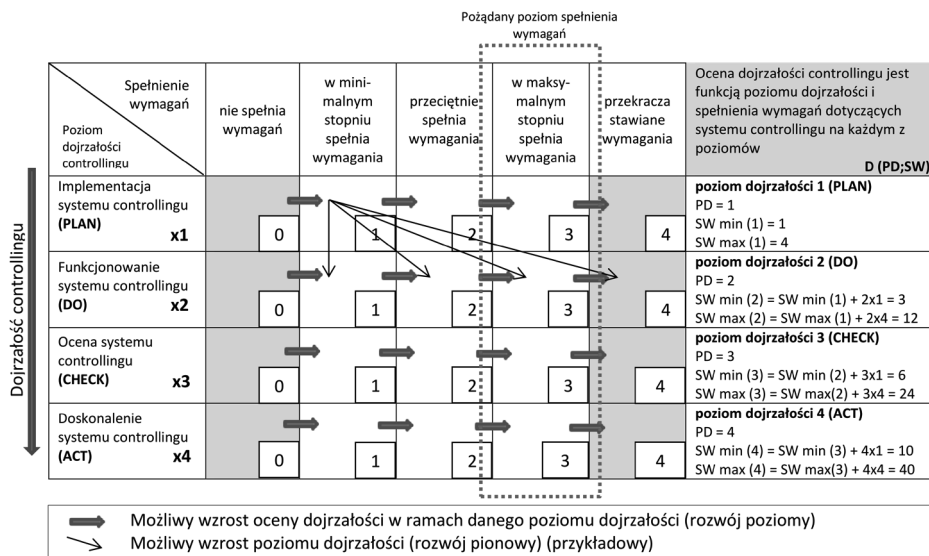 Pożądany poziom spełnienia
wymagań
Spełnienie
wymagań
Poziom
dojrzałości
controllingu
nie spełnia
wymagań
w mini-
malnym
stopniu
spełnia
wymagania
przeciętnie
spełnia
wymagania
w maksy-
malnym
stopniu
spełnia
wymagania
przekracza
stawiane
wymagania
Ocena dojrzałości controllingu jest
funkcją poziomu dojrzałości i
spełnienia wymagań dotyczących
systemu controllingu na każdym z
poziomów
D (PD;SW)
Dojrzałość controllingu
Implementacja
systemu controllingu
(PLAN)
x1
0
1
2
3
4
poziom dojrzałości 1 (PLAN)
PD = 1
SW min (1) = 1
SW max (1) = 4
Funkcjonowanie
systemu controllingu
(DO)
x2
0
1
2
3
4
poziom dojrzałości 2 (DO)
PD = 2
SW min (2) = SW min (1) + 2x1 = 3
SW max (2) = SW max (1) + 2x4 = 12
Ocena systemu
controllingu
(CHECK)
x3
0
1
2
3
4
poziom dojrzałości 3 (CHECK)
PD = 3
SW min (3) = SW min (2) + 3x1 = 6
SW max (3) = SW max(2) + 3x4 = 24
Doskonalenie
systemu controllingu
(ACT)
x4
0
1
2
3
4
poziom dojrzałości 4 (ACT)
PD = 4
SW min (4) = SW min (3) + 4x1 = 10
SW max (4) = SW max(3) + 4x4 = 40
Możliwy wzrost oceny dojrzałości w ramach danego poziomu dojrzałości (rozwój poziomy)
Możliwy wzrost poziomu dojrzałości (rozwój pionowy) (przykładowy)